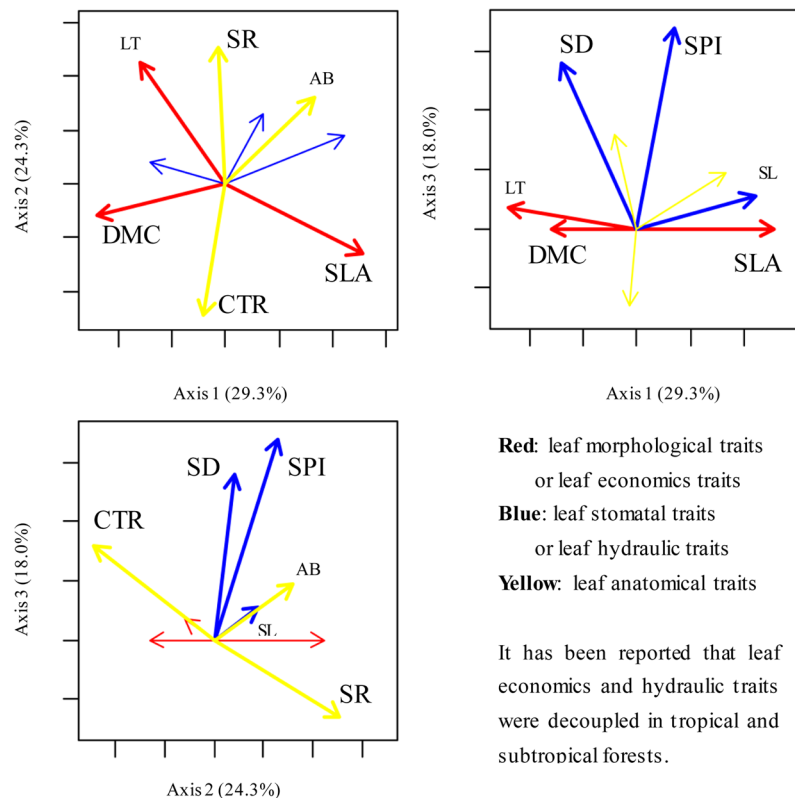 LT
SR
AB
DMC
SLA
CTR
Axis 2 (24.3%)
Axis 1 (29.3%)
SD
SPI
SL
LT
DMC
SLA
Axis 3 (18.0%)
Axis 1 (29.3%)
SD
SPI
CTR
AB
SL
SR
Axis 3 (18.0%)
Axis 2 (24.3%)
Red: leaf morphological traits
or leaf economics traits
Blue: leaf stomatal traits
or leaf hydraulic traits
Yellow: leaf anatomical traits
It has been reported that leaf
economics and hydraulic traits
were decoupled in tropical and
subtropical forests.